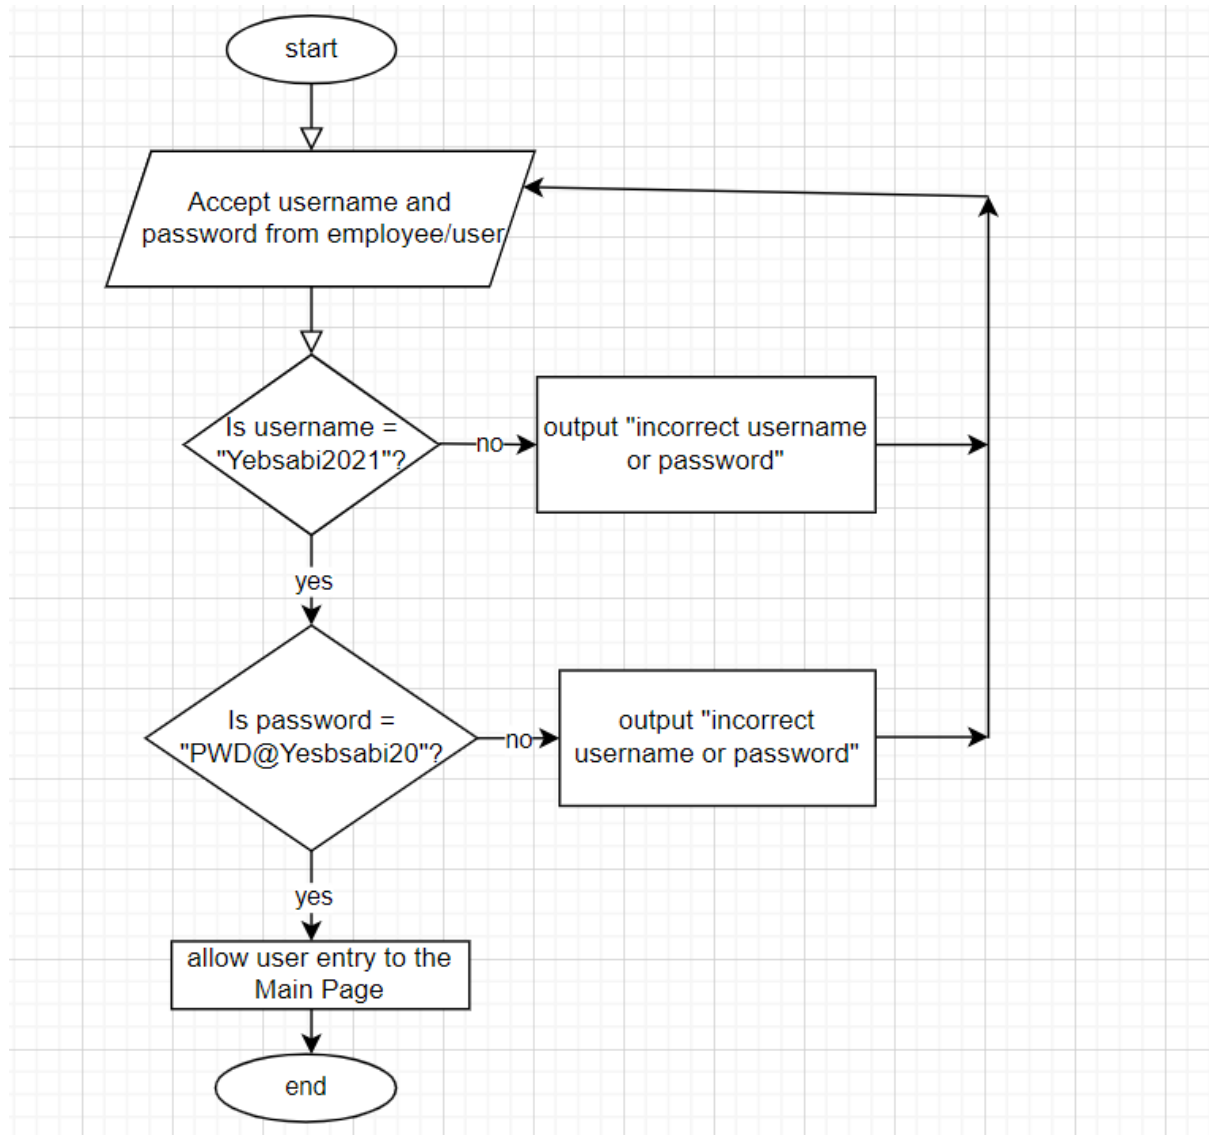 start
Accept username and
password from employee/user
Is username =
"Yebsabi2021"?
no
output "incorrect username
or password"
yes
Is password =
"PWD@Yesbsabi20"?
no
output "incorrect
username or password"
yes
allow user entry to the
Main Page
end